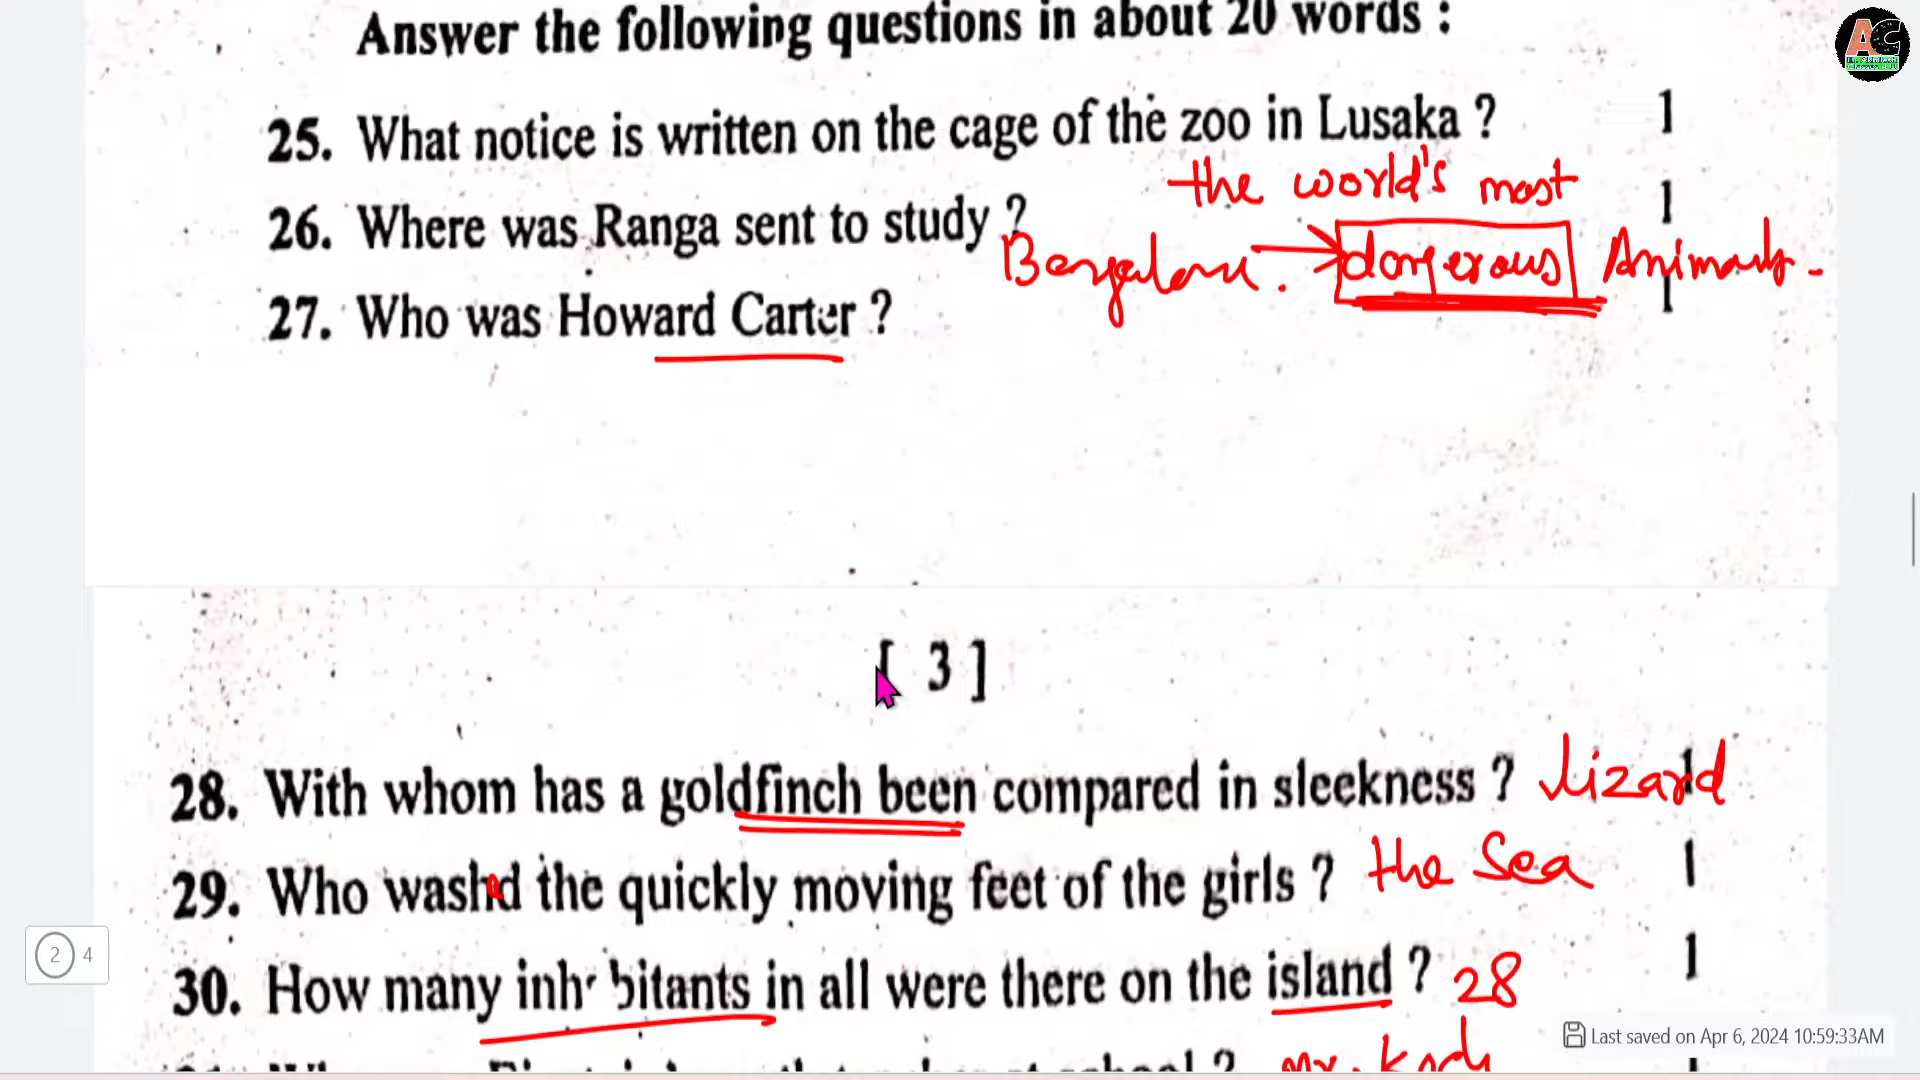 Answer the following questions in about 20 words :
AC
25. What notice is written on the cage of the zoo in Lusaka ? 1
the world's most
26. Where was Ranga sent to study ? 1
Bangalore. dangerous Animals.
27. Who was Howard Carter ? 1
[ 3 ]
28. With whom has a goldfinch been compared in sleekness ? lizard 1
29. Who washed the quickly moving feet of the girls ? the Sea 1
2 4
30. How many inhabitants in all were there on the island ? 28 1
Last saved on Apr 6, 2024 10:59:33AM